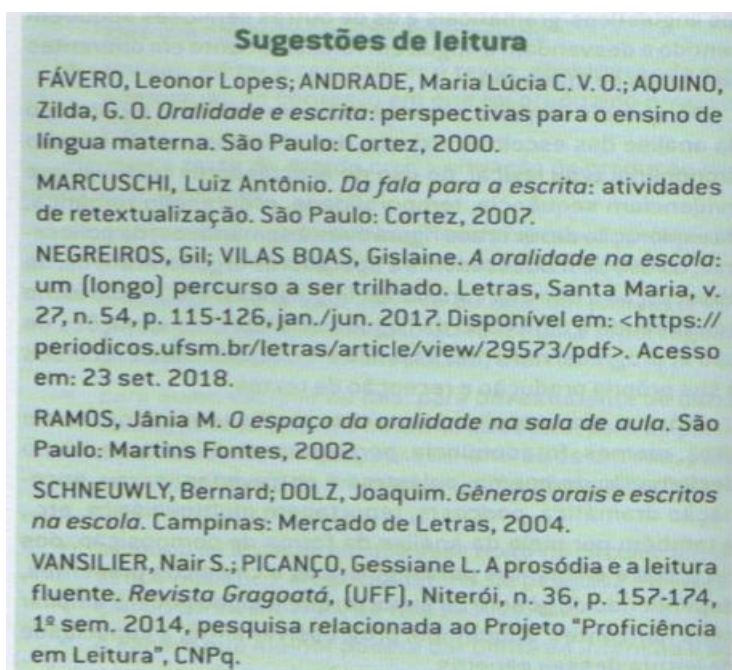 Sugestões de leitura
FÁVERO, Leonor Lopes; ANDRADE, Maria Lúcia C. V. O.; AQUINO,
Zilda, G. O. Oralidade e escrita: perspectivas para o ensino de
língua materna. São Paulo: Cortez, 2000.
MARCUSCHI, Luiz Antônio. Da fala para a escrita: atividades
de retextualização. São Paulo: Cortez, 2007.
NEGREIROS, Gil; VILAS BOAS, Gislaine. A oralidade na escola:
um (longo) percurso a ser trilhado. Letras, Santa Maria, v.
27, n. 54, p. 115-126, jan./jun. 2017. Disponível em: <https://
periodicos.ufsm.br/letras/article/view/29573/pdf>. Acesso
em: 23 set. 2018.
RAMOS, Jânia M. O espaço da oralidade na sala de aula. São
Paulo: Martins Fontes, 2002.
SCHNEUWLY, Bernard; DOLZ, Joaquim. Gêneros orais e escritos
na escola. Campinas: Mercado de Letras, 2004.
VANSILIER, Nair S.; PICANÇO, Gessiane L. A prosódia e a leitura
fluente. Revista Gragoatá, (UFF), Niterói, n. 36, p. 157-174,
1º sem. 2014, pesquisa relacionada ao Projeto "Proficiência
em Leitura", CNPq.